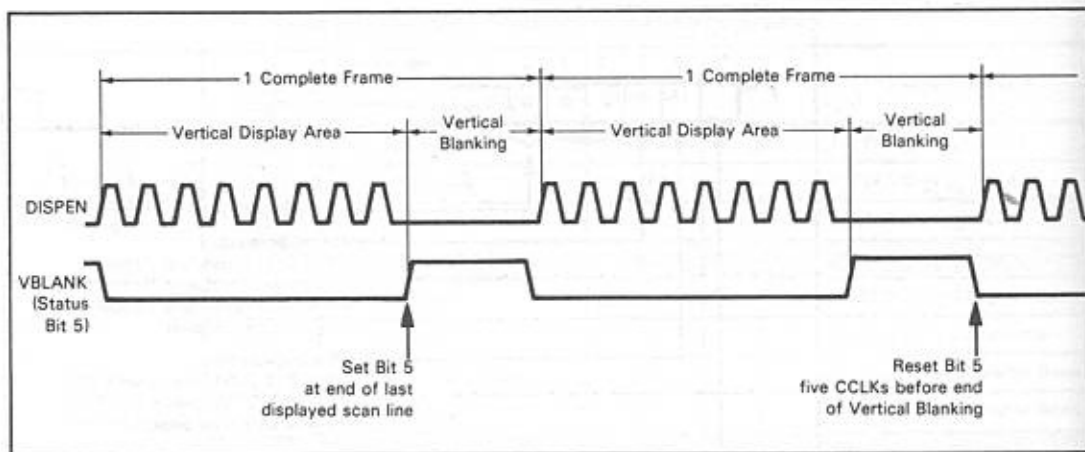 1 Complete Frame
1 Complete Frame
Vertical Display Area
Vertical
Blanking
Vertical Display Area
Vertical
Blanking
DISPEN
VBLANK
(Status
Bit 5)
Set Bit 5
at end of last
displayed scan line
Reset Bit 5
five CCLKs before end
of Vertical Blanking